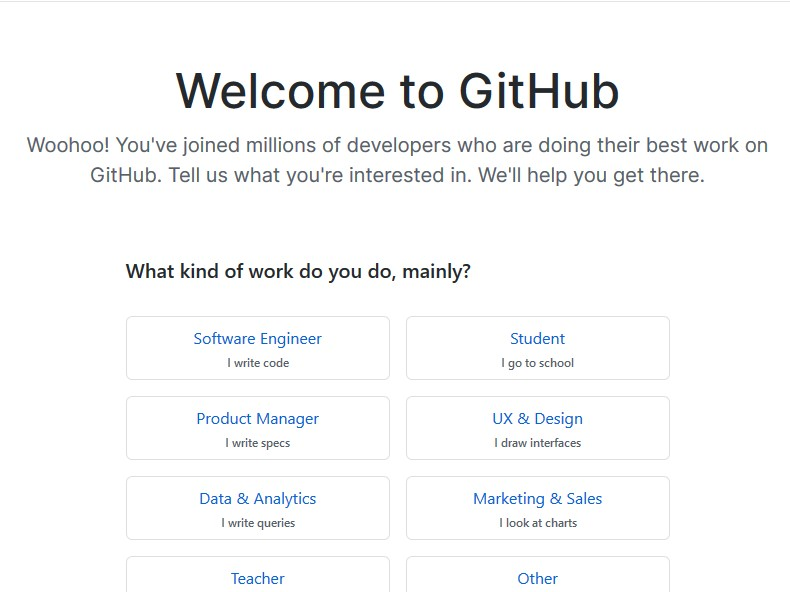 Welcome to GitHub
Woohoo! You've joined millions of developers who are doing their best work on
GitHub. Tell us what you're interested in. We'll help you get there.
What kind of work do you do, mainly?
Software Engineer
I write code
Student
I go to school
Product Manager
I write specs
UX & Design
I draw interfaces
Data & Analytics
I write queries
Marketing & Sales
I look at charts
Teacher
Other